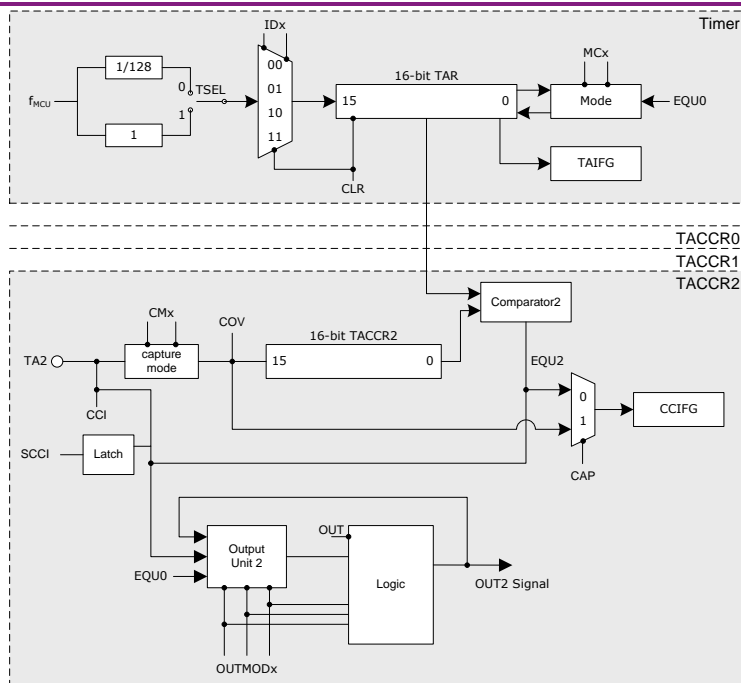 Timer
IDx
1/128
00
01
10
11
0
TSEL
1
fMCU
1
16-bit TAR
15
0
MCx
Mode
EQU0
TAIFG
CLR
TACCR0
TACCR1
TACCR2
CMx
COV
16-bit TACCR2
Comparator2
TA2
capture mode
15
0
EQU2
CCI
0
1
CCIFG
SCCI
Latch
CAP
OUT
Output Unit 2
EQU0
Logic
OUT2 Signal
OUTMODx